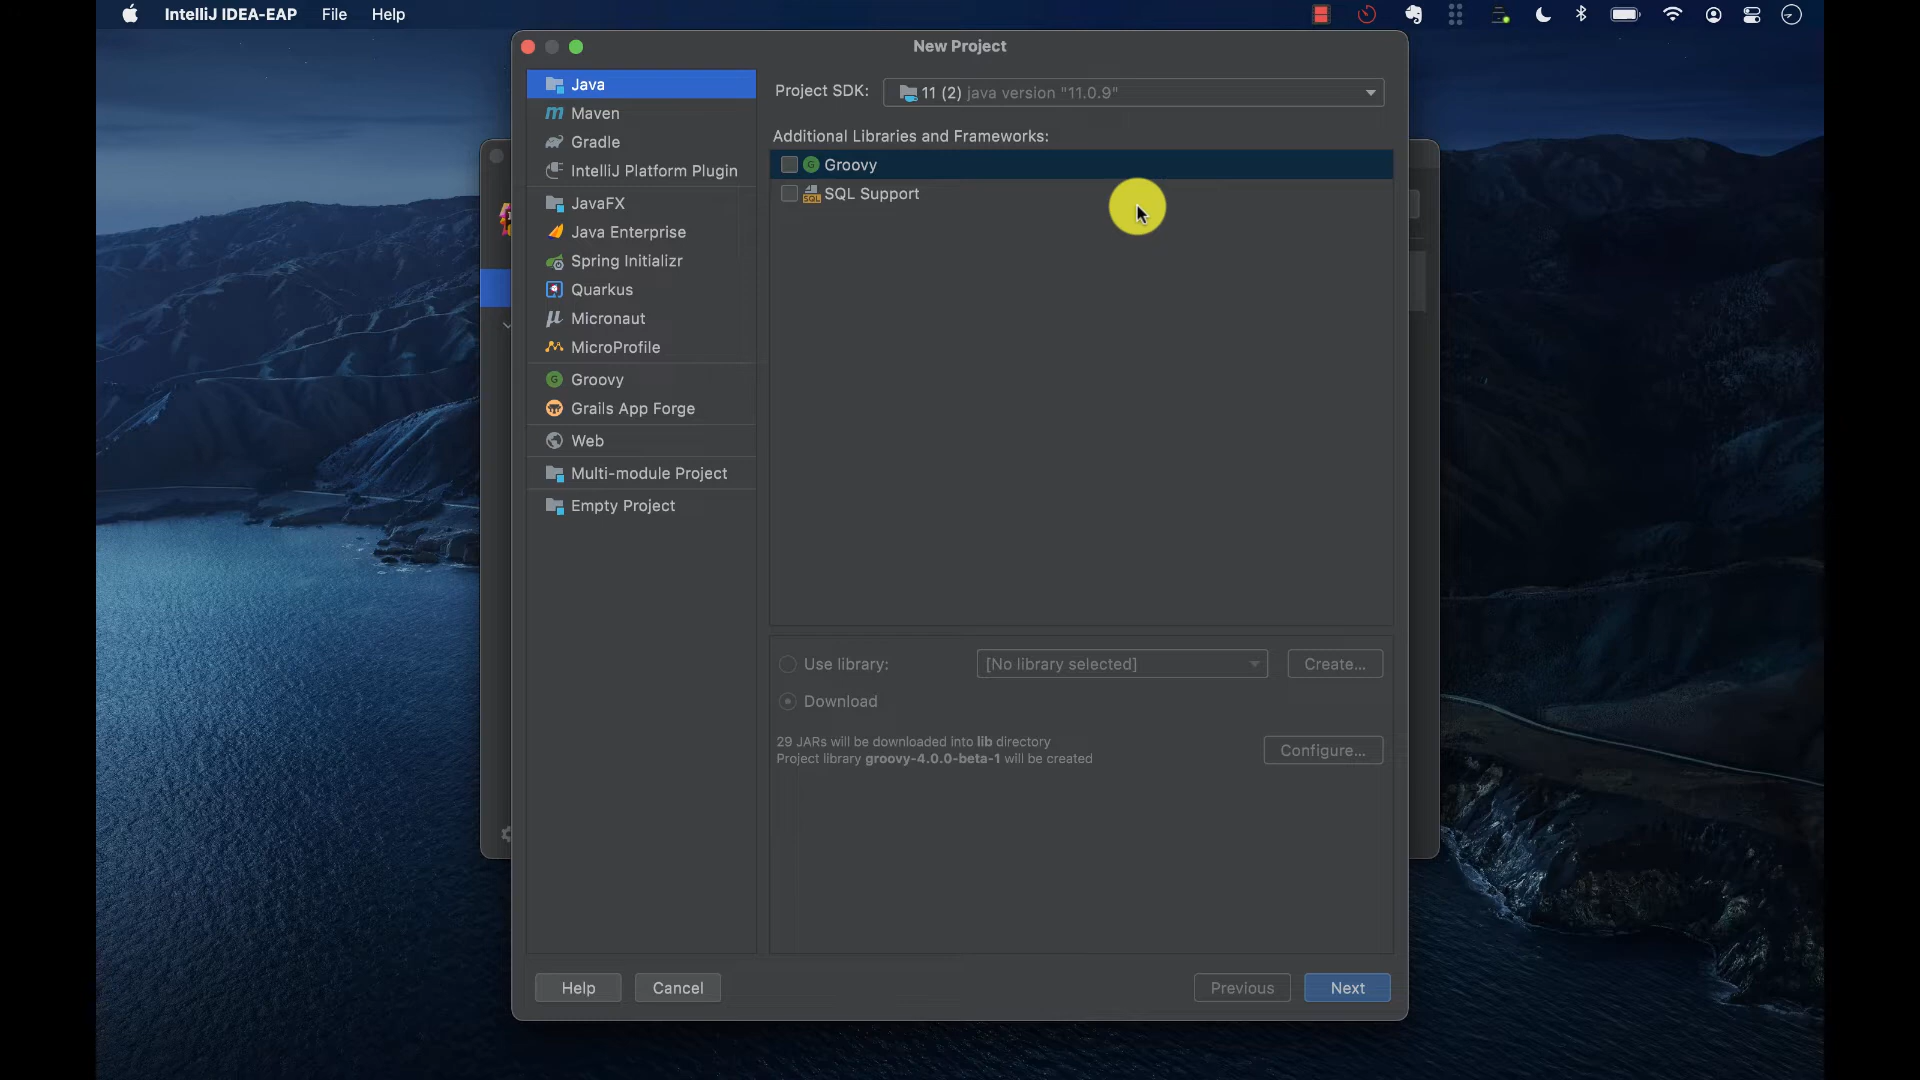 IntelliJ IDEA-EAP File Help
New Project
Java
Maven
Gradle
IntelliJ Platform Plugin
JavaFX
Java Enterprise
Spring Initializr
Quarkus
Micronaut
MicroProfile
Groovy
Grails App Forge
Web
Multi-module Project
Empty Project
Project SDK: 11 (2) java version "11.0.9"
Additional Libraries and Frameworks:
Groovy
SQL Support
Use library: [No library selected] Create...
Download
29 JARs will be downloaded into lib directory
Project library groovy-4.0.0-beta-1 will be created
Configure...
Help Cancel Previous Next